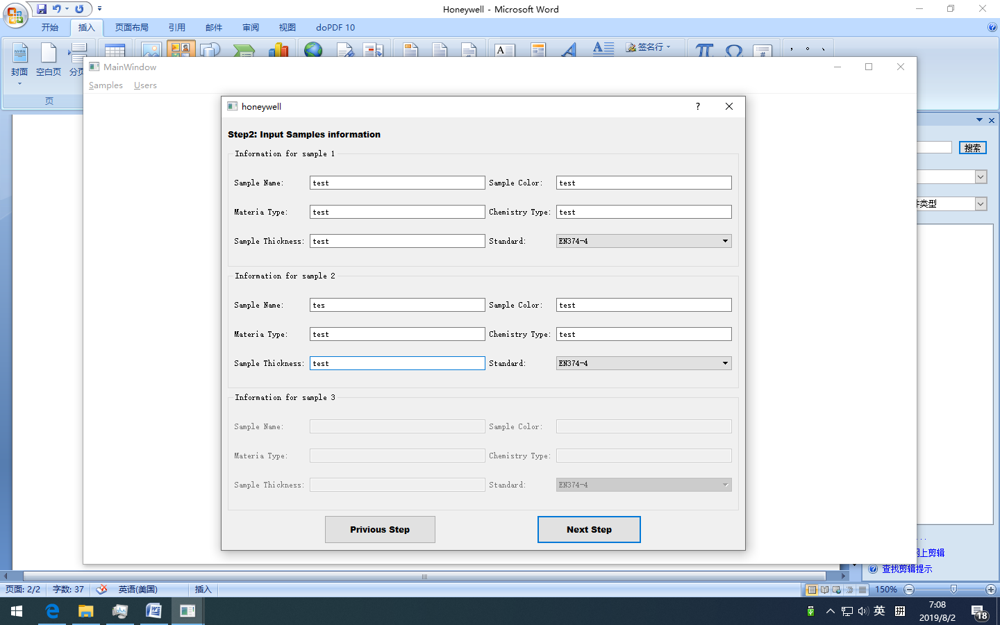 Honeywell - Microsoft Word
开始 插入 页面布局 引用 邮件 审阅 视图 doPDF 10
签名行
封面 空白页 分页
页
MainWindow
Samples Users
honeywell
Step2: Input Samples information
Information for sample 1
Sample Name: test Sample Color: test
Materia Type: test Chemistry Type: test
Sample Thickness: test Standard: EN374-4
Information for sample 2
Sample Name: tes Sample Color: test
Materia Type: test Chemistry Type: test
Sample Thickness: test Standard: EN374-4
Information for sample 3
Sample Name: Sample Color:
Materia Type: Chemistry Type:
Sample Thickness: Standard: EN374-4
Privious Step Next Step
搜索
类型
上剪辑
查找剪辑提示
页面: 2/2 字数: 37 英语(美国) 插入 150%
英 拼 7:08
2019/8/2 18